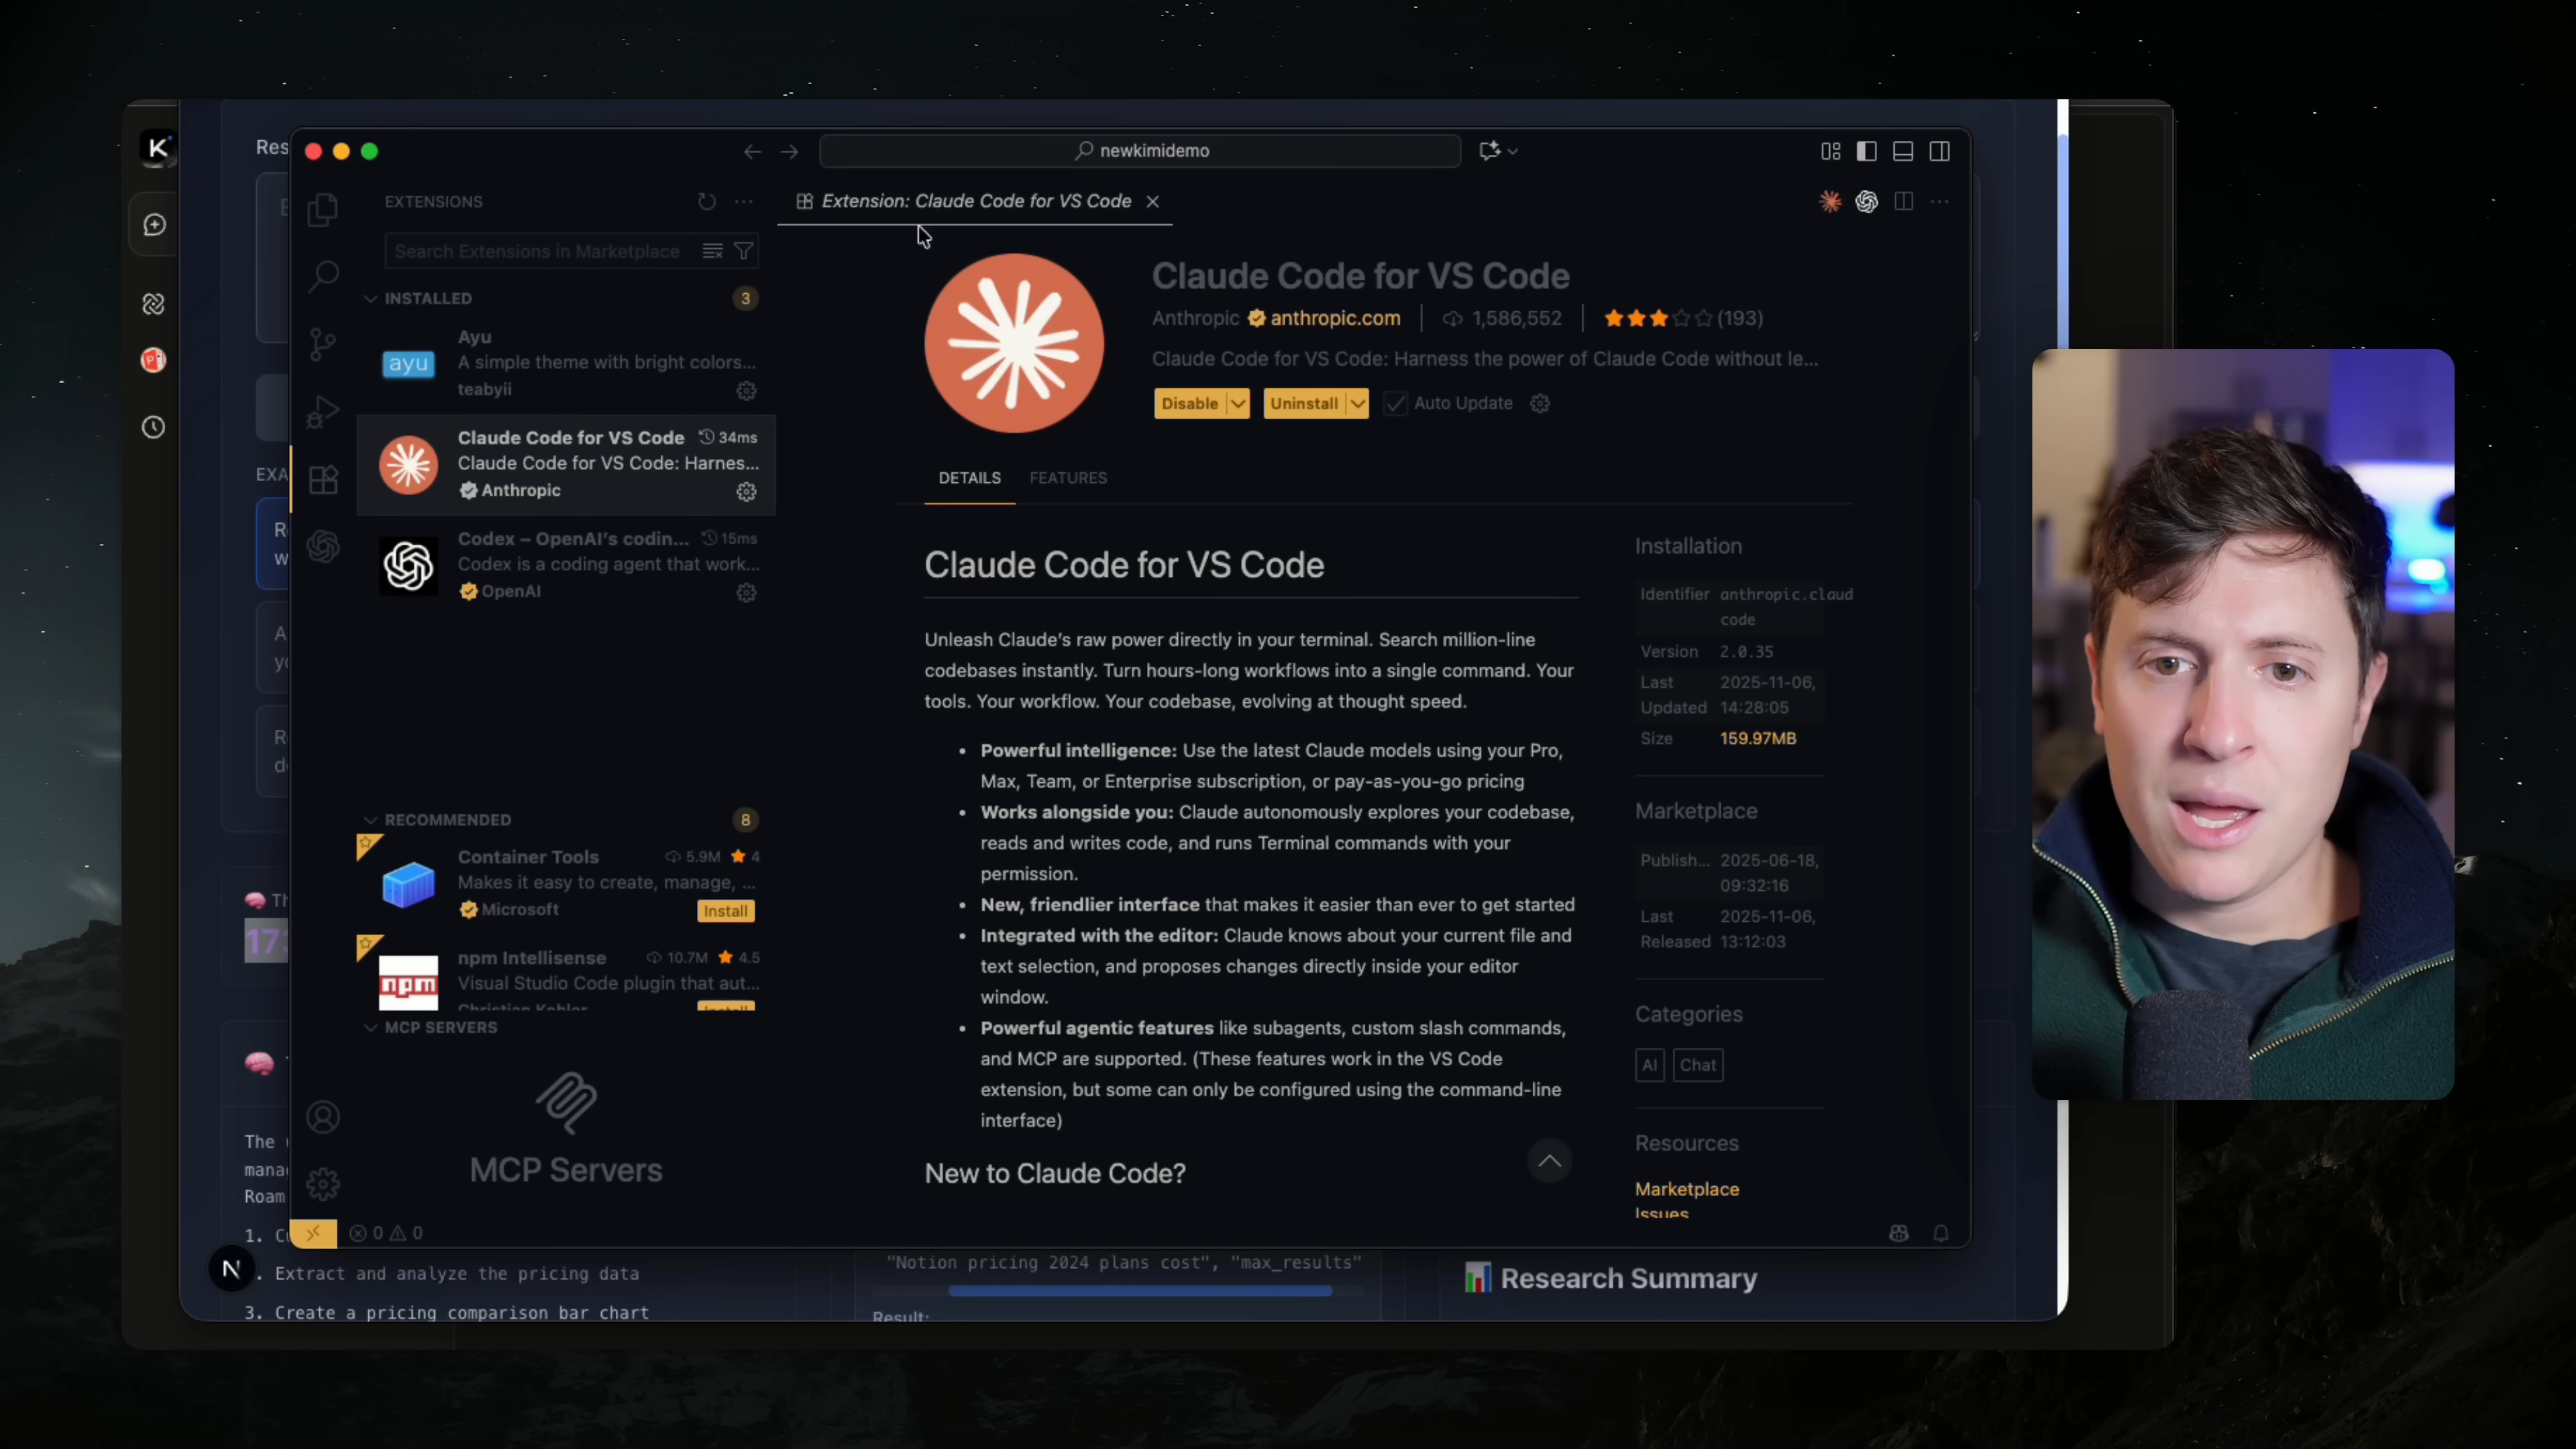 Res
newkimidemo
EXTENSIONS
Search Extensions in Marketplace
INSTALLED
3
Ayu
ayu
A simple theme with bright colors...
teabyii
Claude Code for VS Code
34ms
Claude Code for VS Code: Harnes...
Anthropic
Codex – OpenAI's codin...
15ms
Codex is a coding agent that work...
OpenAI
RECOMMENDED
8
Container Tools
5.9M
4
Makes it easy to create, manage, ...
Microsoft
Install
npm Intellisense
10.7M
4.5
npm
Visual Studio Code plugin that aut...
Christian Kohler
Install
MCP SERVERS
MCP Servers
0
0
Extension: Claude Code for VS Code
Claude Code for VS Code
Anthropic
anthropic.com
1,586,552
(193)
Claude Code for VS Code: Harness the power of Claude Code without le...
Disable
Uninstall
Auto Update
DETAILS
FEATURES
Claude Code for VS Code
Unleash Claude's raw power directly in your terminal. Search million-line
codebases instantly. Turn hours-long workflows into a single command. Your
tools. Your workflow. Your codebase, evolving at thought speed.
• Powerful intelligence: Use the latest Claude models using your Pro,
Max, Team, or Enterprise subscription, or pay-as-you-go pricing
• Works alongside you: Claude autonomously explores your codebase,
reads and writes code, and runs Terminal commands with your
permission.
• New, friendlier interface that makes it easier than ever to get started
• Integrated with the editor: Claude knows about your current file and
text selection, and proposes changes directly inside your editor
window.
• Powerful agentic features like subagents, custom slash commands,
and MCP are supported. (These features work in the VS Code
extension, but some can only be configured using the command-line
interface)
New to Claude Code?
Installation
Identifier anthropic.claud
code
Version 2.0.35
Last 2025-11-06,
Updated 14:28:05
Size 159.97MB
Marketplace
Publish... 2025-06-18,
09:32:16
Last 2025-11-06,
Released 13:12:03
Categories
AI
Chat
Resources
Marketplace
Issues
K
EXA
17
The
mana
Roam
1.
N
. Extract and analyze the pricing data
3. Create a pricing comparison bar chart
"Notion pricing 2024 plans cost", "max_results"
Result:
Research Summary